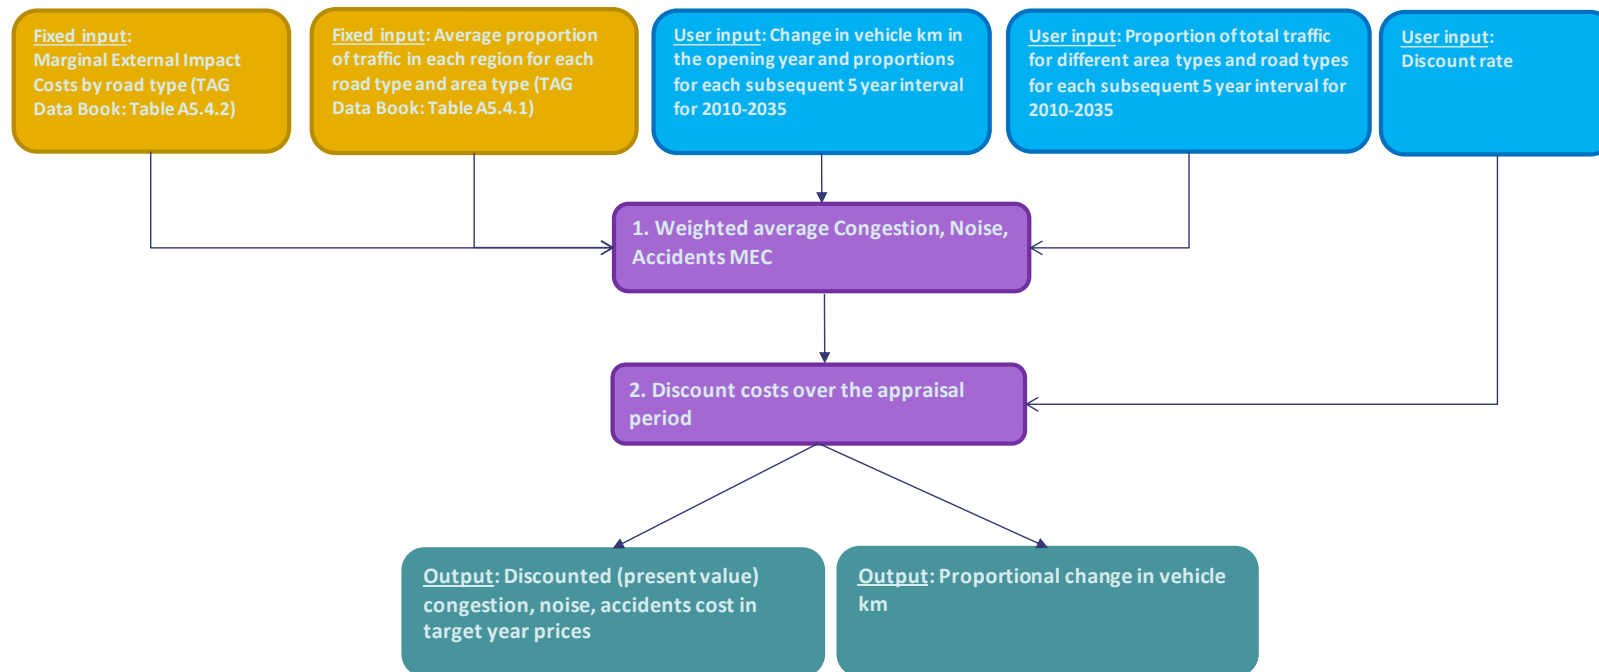 Fixed input:
Marginal External Impact
Costs by road type (TAG
Data Book: Table A5.4.2)
Fixed input: Average proportion
of traffic in each region for each
road type and area type (TAG
Data Book: Table A5.4.1)
User input: Change in vehicle km in
the opening year and proportions
for each subsequent 5 year interval
for 2010-2035
User input: Proportion of total traffic
for different area types and road types
for each subsequent 5 year interval for
2010-2035
User input:
Discount rate
1. Weighted average Congestion, Noise,
Accidents MEC
2. Discount costs over the appraisal
period
Output: Discounted (present value)
congestion, noise, accidents cost in
target year prices
Output: Proportional change in vehicle
km